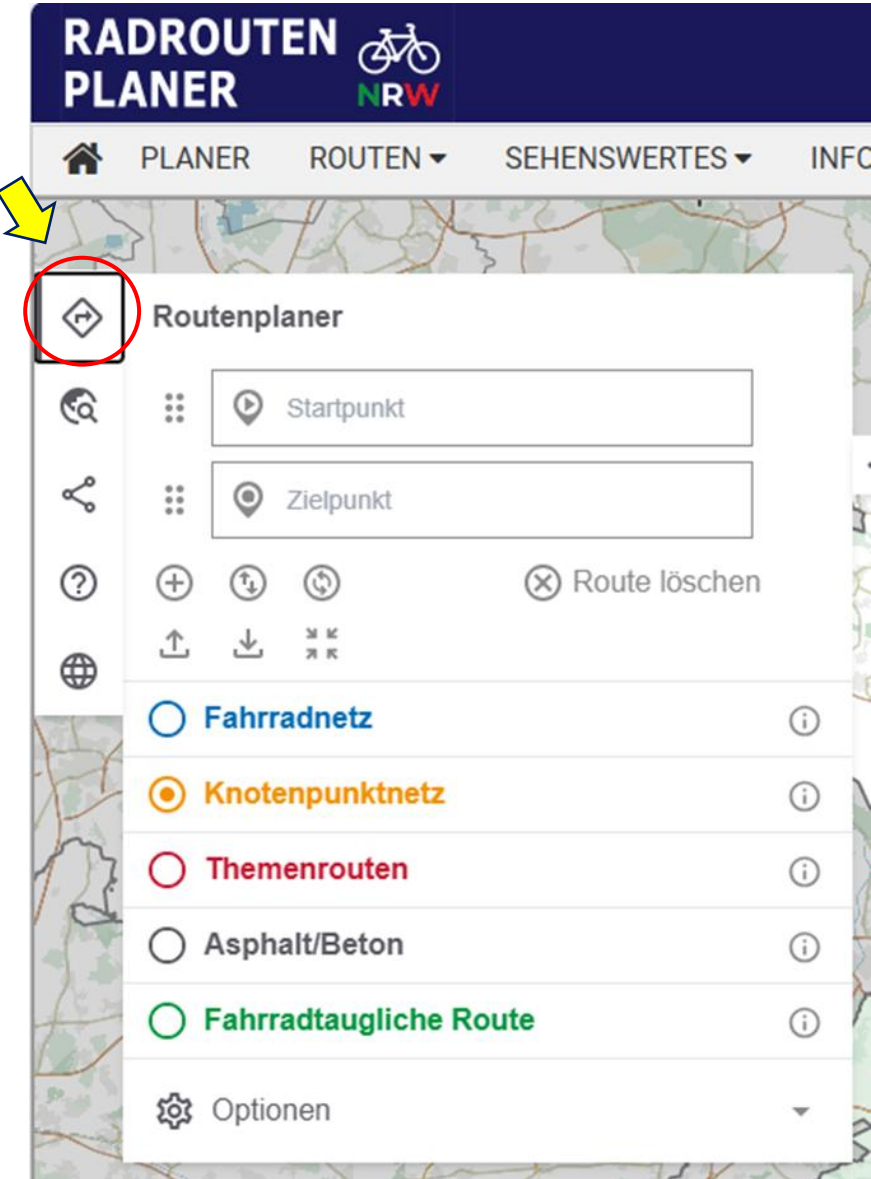 RADROUTEN
PLANER
NRW
PLANER ROUTEN SEHENSWERTES INFO
Routenplaner
Startpunkt
Zielpunkt
Route löschen
Fahrradnetz
Knotenpunktnetz
Themenrouten
Asphalt/Beton
Fahrradtaugliche Route
Optionen